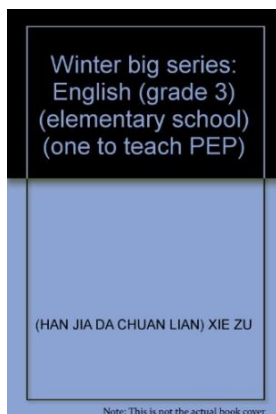 Winter big series:
English (grade 3)
(elementary school)
(one to teach PEP)
(HAN JIA DA CHUAN LIAN) XIE ZU
Note: This is not the actual book cover